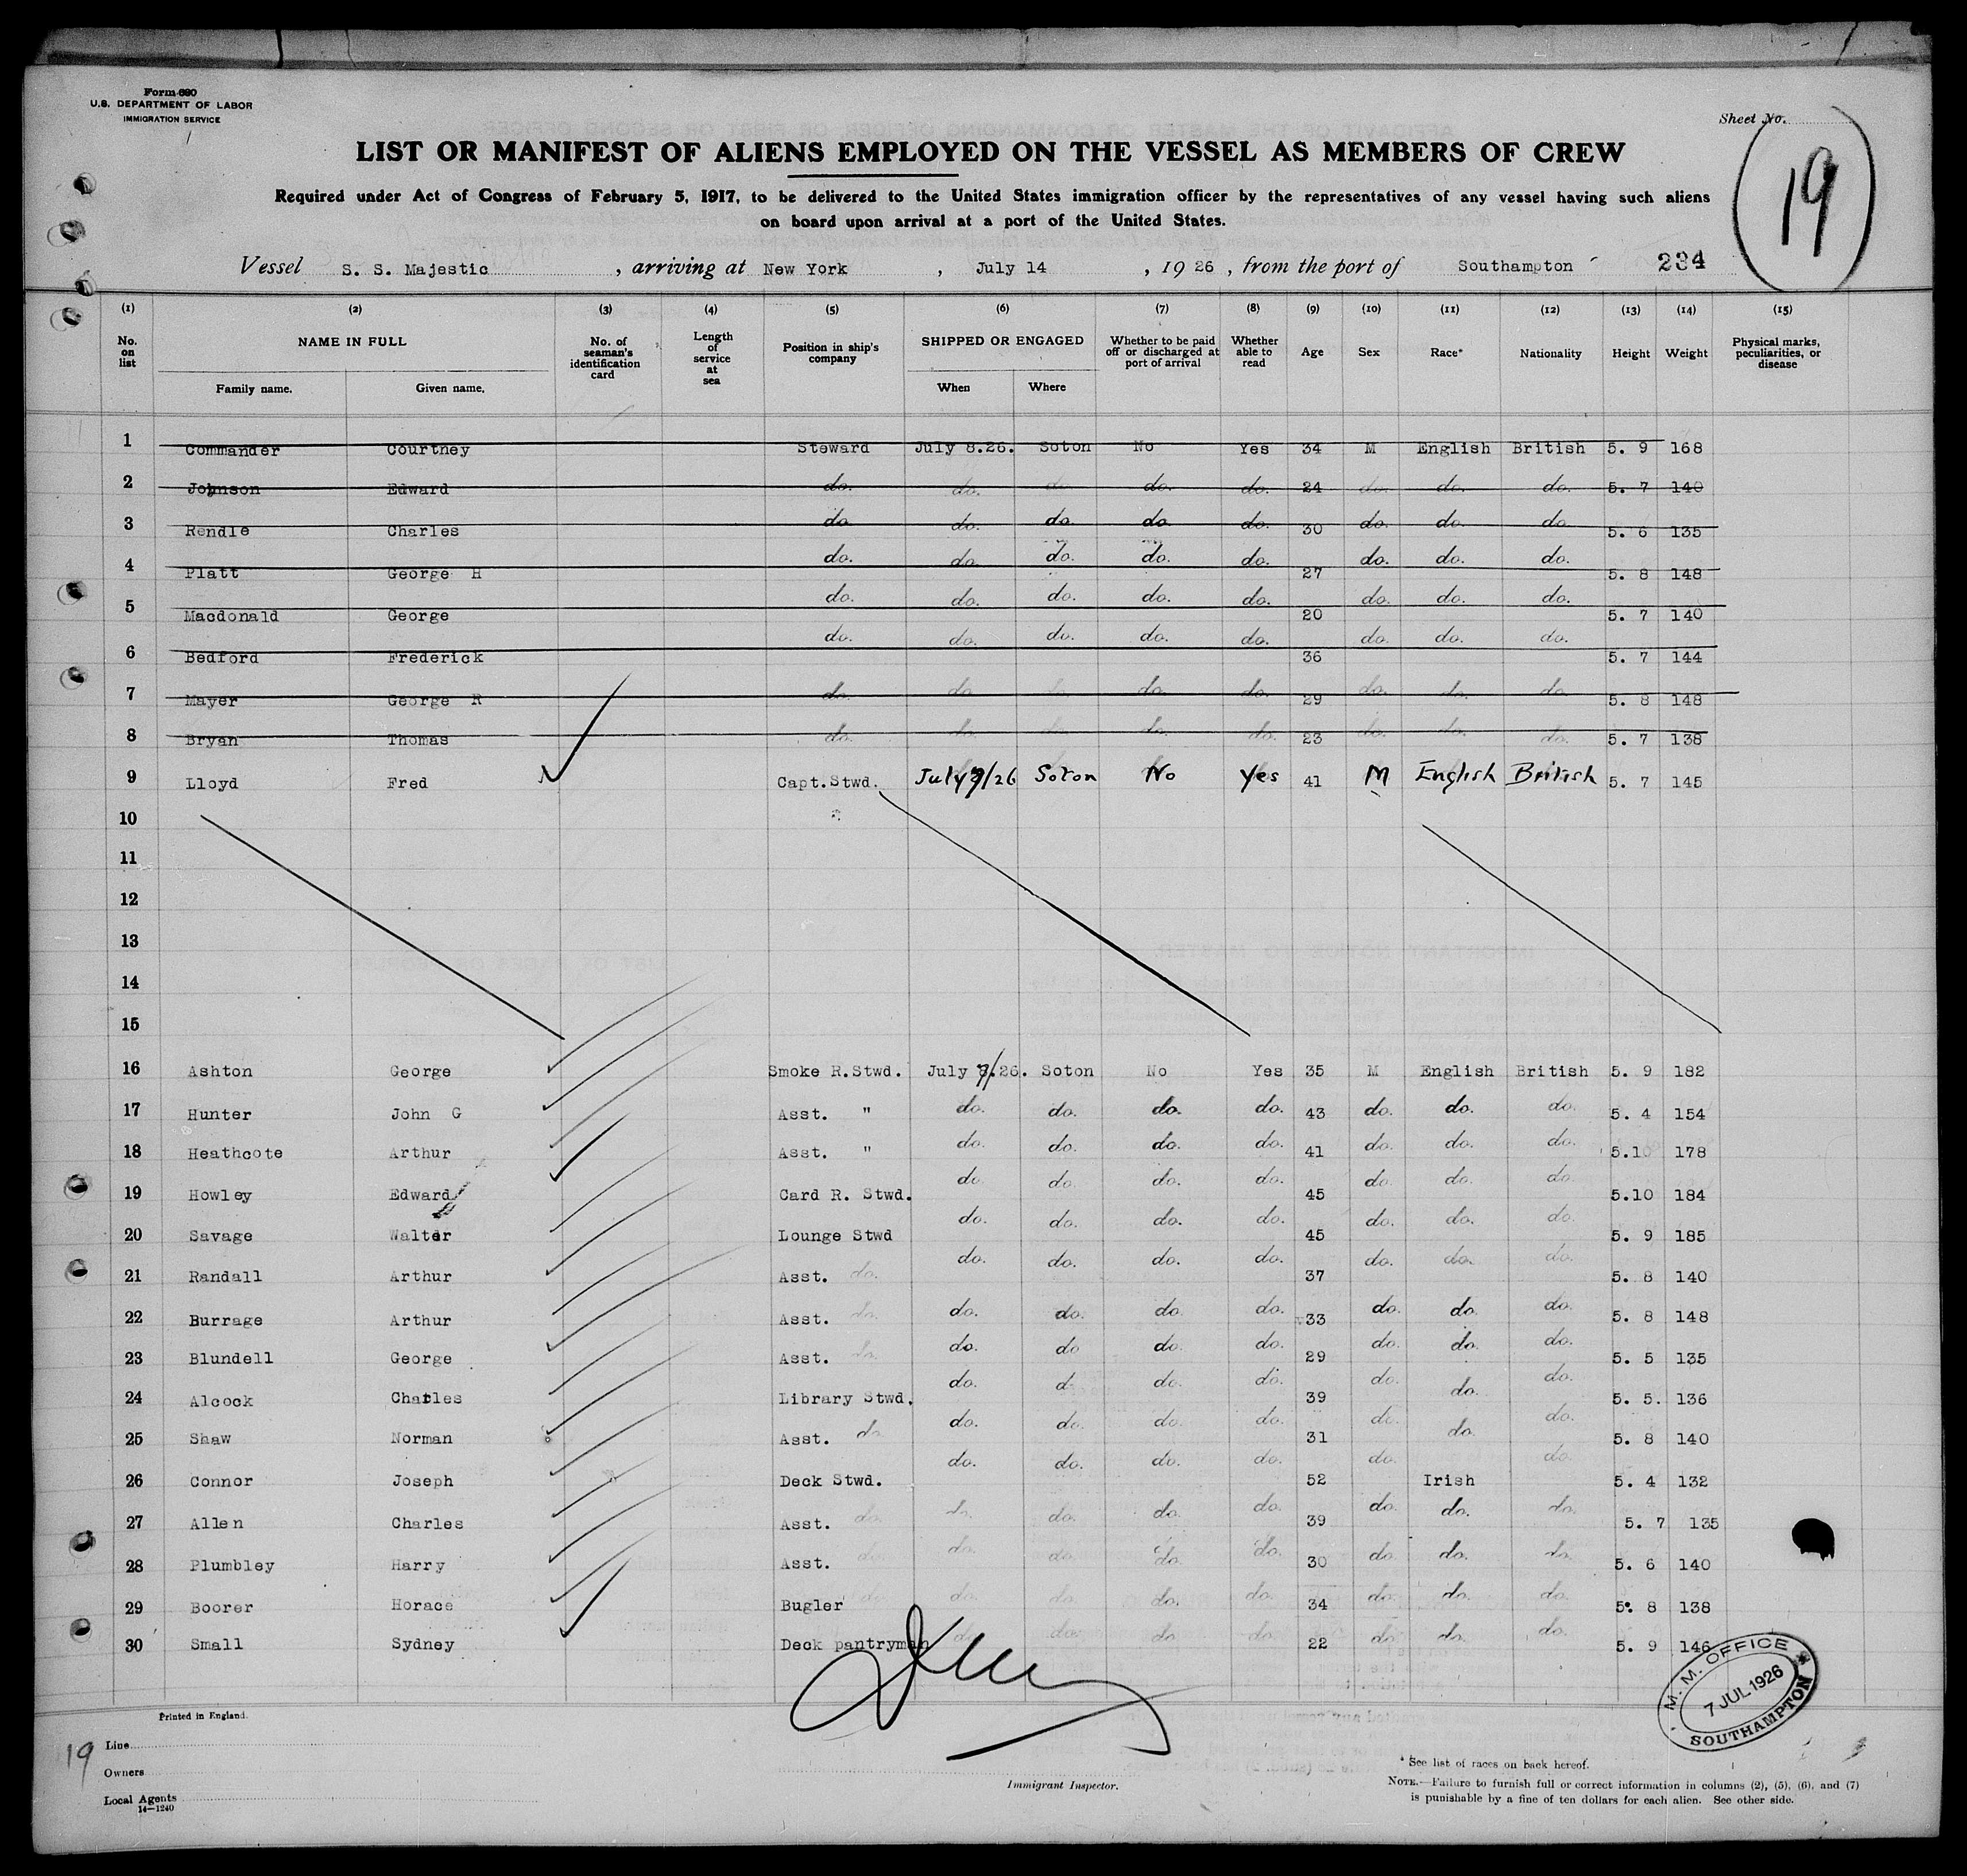 Form 680
U.S. DEPARTMENT OF LABOR
IMMIGRATION SERVICE
Sheet No.
19
LIST OR MANIFEST OF ALIENS EMPLOYED ON THE VESSEL AS MEMBERS OF CREW
Required under Act of Congress of February 5, 1917, to be delivered to the United States immigration officer by the representatives of any vessel having such aliens
on board upon arrival at a port of the United States.
Vessel S. S. Majestic , arriving at New York , July 14 , 1926 , from the port of Southampton 234
(1) (2) (3) (4) (5) (6) (7) (8) (9) (10) (11) (12) (13) (14) (15)
No. on list NAME IN FULL Family name. Given name. No. of seaman's identification card Length of service at sea Position in ship's company SHIPPED OR ENGAGED When Where Whether to be paid off or discharged at port of arrival Whether able to read Age Sex Race* Nationality Height Weight Physical marks, peculiarities, or disease
1 Commander Courtney Steward July 8.26. Soton No Yes 34 M English British 5. 9 168
2 Johnson Edward do. do. do. do. do. 24 do. do. do. 5. 7 140
3 Rendle Charles do. do. do. do. do. 30 do. do. do. 5. 6 135
4 Platt George H do. do. do. do. do. 27 do. do. do. 5. 8 148
5 Macdonald George do. do. do. do. do. 20 do. do. do. 5. 7 140
6 Bedford Frederick do. do. do. do. do. 36 do. do. do. 5. 7 144
7 Mayer George R do. do. do. do. do. 29 do. do. do. 5. 8 148
8 Bryan Thomas do. do. do. do. do. 23 do. do. do. 5. 7 138
9 Lloyd Fred Capt.Stwd. July 7/26 Soton No Yes 41 M English British 5. 7 145
10
11
12
13
14
15
16 Ashton George Smoke R.Stwd. July 7/.26. Soton No Yes 35 M English British 5. 9 182
17 Hunter John G Asst. " do. do. do. do. 43 do. do. do. 5. 4 154
18 Heathcote Arthur Asst. " do. do. do. do. 41 do. do. do. 5.10 178
19 Howley Edward Card R. Stwd. do. do. do. do. 45 do. do. do. 5.10 184
20 Savage Walter Lounge Stwd do. do. do. do. 45 do. do. do. 5. 9 185
21 Randall Arthur Asst. do. do. do. do. do. 37 do. do. do. 5. 8 140
22 Burrage Arthur Asst. do. do. do. do. do. 33 do. do. do. 5. 8 148
23 Blundell George Asst. do. do. do do. do. 29 do. do. do. 5. 5 135
24 Alcock Charles Library Stwd. do. d- do. do. 39 do. do. do. 5. 5. 136
25 Shaw Norman Asst. do. do. do. do. do. 31 do. do. do. 5. 8 140
26 Connor Joseph Deck Stwd. do. do. do. do. 52 do. Irish do. 5. 4 132
27 Allen Charles Asst. do. do. do. do. do. 39 do. do. do. 5. 7 135
28 Plumbley Harry Asst. do. do. do. do. do. 30 do. do. do. 5. 6 140
29 Boorer Horace Bugler do. do. do. do. do. 34 do. do. do. 5. 8 138
30 Small Sydney Deck pantryman do. do. do. do. 22 do. do. do. 5. 9 146
M. M. OFFICE
7 JUL 1926
SOUTHAMPTON
Printed in England.
19
Line
Owners
Local Agents
14—1240
Immigrant Inspector.
* See list of races on back hereof.
NOTE.—Failure to furnish full or correct information in columns (2), (5), (6), and (7)
is punishable by a fine of ten dollars for each alien. See other side.